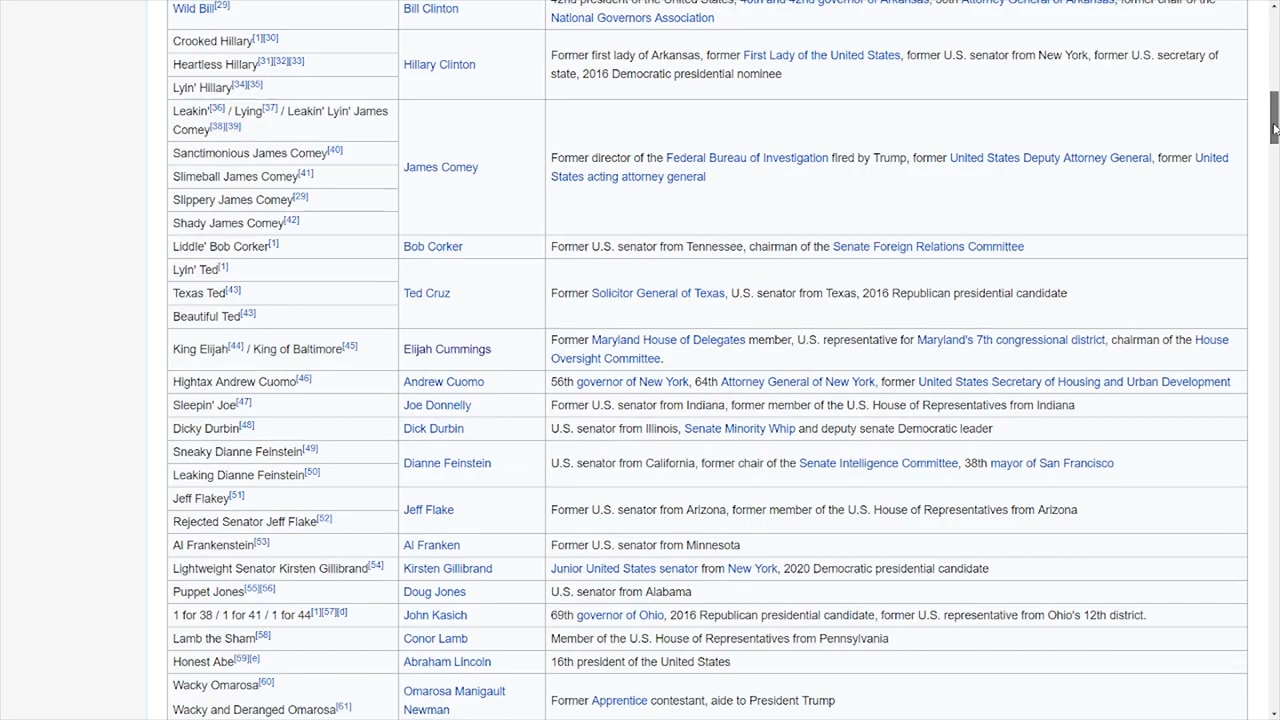 42nd president of the United States, 40th and 42nd governor of Arkansas, 50th Attorney General of Arkansas, former chair of the
Wild Bill[29]
Bill Clinton
National Governors Association
Crooked Hillary[1][30]
Heartless Hillary[31][32][33]
Lyin' Hillary[34][35]
Hillary Clinton
Former first lady of Arkansas, former First Lady of the United States, former U.S. senator from New York, former U.S. secretary of
state, 2016 Democratic presidential nominee
Leakin'[36] / Lying[37] / Leakin' Lyin' James
Comey[38][39]
Sanctimonious James Comey[40]
Slimeball James Comey[41]
Slippery James Comey[29]
Shady James Comey[42]
James Comey
Former director of the Federal Bureau of Investigation fired by Trump, former United States Deputy Attorney General, former United
States acting attorney general
Liddle' Bob Corker[1]
Bob Corker
Former U.S. senator from Tennessee, chairman of the Senate Foreign Relations Committee
Lyin' Ted[1]
Texas Ted[43]
Beautiful Ted[43]
Ted Cruz
Former Solicitor General of Texas, U.S. senator from Texas, 2016 Republican presidential candidate
King Elijah[44] / King of Baltimore[45]
Elijah Cummings
Former Maryland House of Delegates member, U.S. representative for Maryland's 7th congressional district, chairman of the House
Oversight Committee.
Hightax Andrew Cuomo[46]
Andrew Cuomo
56th governor of New York, 64th Attorney General of New York, former United States Secretary of Housing and Urban Development
Sleepin' Joe[47]
Joe Donnelly
Former U.S. senator from Indiana, former member of the U.S. House of Representatives from Indiana
Dicky Durbin[48]
Dick Durbin
U.S. senator from Illinois, Senate Minority Whip and deputy senate Democratic leader
Sneaky Dianne Feinstein[49]
Leaking Dianne Feinstein[50]
Dianne Feinstein
U.S. senator from California, former chair of the Senate Intelligence Committee, 38th mayor of San Francisco
Jeff Flakey[51]
Rejected Senator Jeff Flake[52]
Jeff Flake
Former U.S. senator from Arizona, former member of the U.S. House of Representatives from Arizona
Al Frankenstein[53]
Al Franken
Former U.S. senator from Minnesota
Lightweight Senator Kirsten Gillibrand[54]
Kirsten Gillibrand
Junior United States senator from New York, 2020 Democratic presidential candidate
Puppet Jones[55][56]
Doug Jones
U.S. senator from Alabama
1 for 38 / 1 for 41 / 1 for 44[1][57][d]
John Kasich
69th governor of Ohio, 2016 Republican presidential candidate, former U.S. representative from Ohio's 12th district.
Lamb the Sham[58]
Conor Lamb
Member of the U.S. House of Representatives from Pennsylvania
Honest Abe[59][e]
Abraham Lincoln
16th president of the United States
Wacky Omarosa[60]
Wacky and Deranged Omarosa[61]
Omarosa Manigault
Newman
Former Apprentice contestant, aide to President Trump